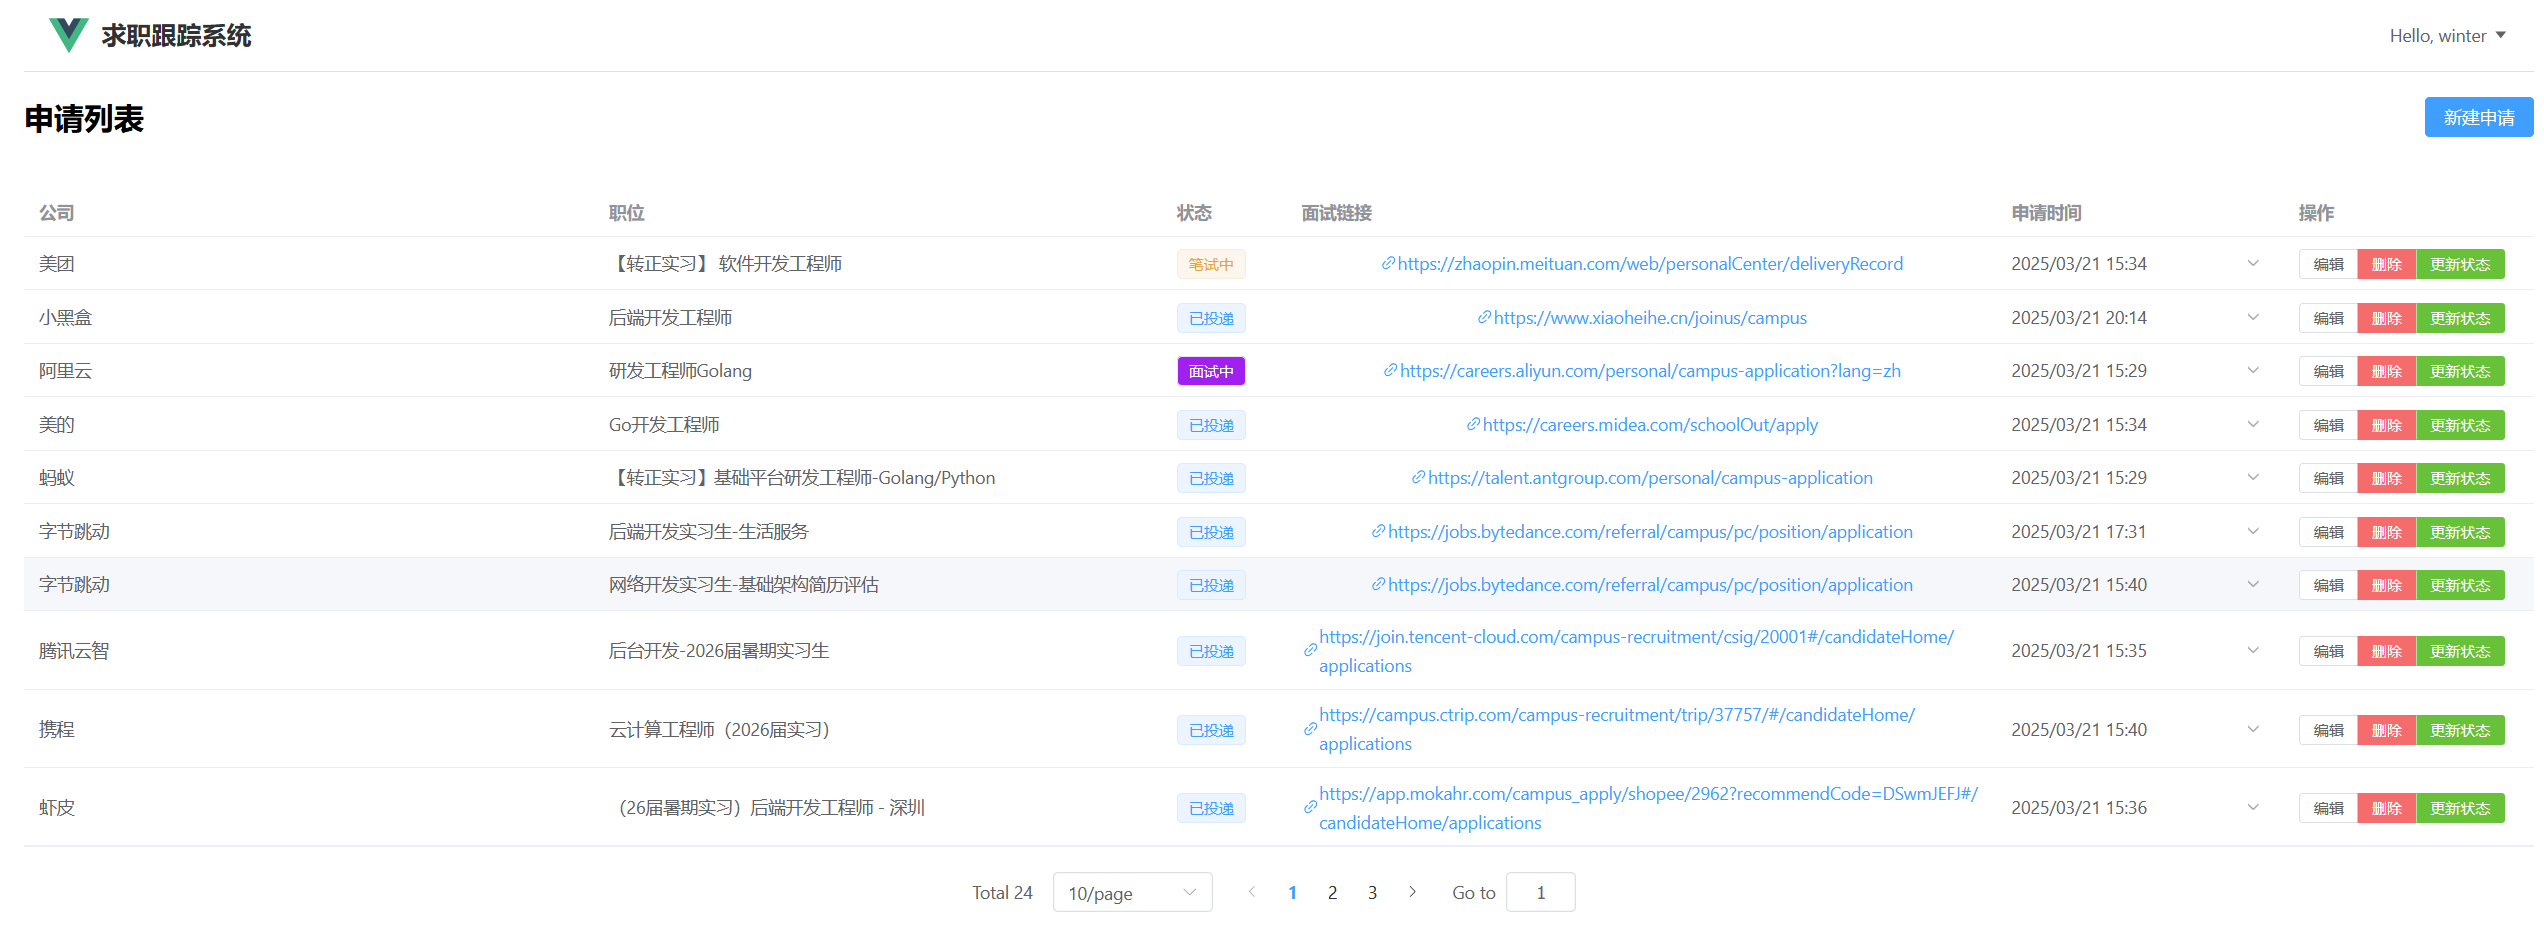 求职跟踪系统
Hello, winter
申请列表
新建申请
公司 职位 状态 面试链接 申请时间 操作
美团 【转正实习】 软件开发工程师 笔试中 https://zhaopin.meituan.com/web/personalCenter/deliveryRecord 2025/03/21 15:34 编辑 删除 更新状态
小黑盒 后端开发工程师 已投递 https://www.xiaoheihe.cn/joinus/campus 2025/03/21 20:14 编辑 删除 更新状态
阿里云 研发工程师Golang 面试中 https://careers.aliyun.com/personal/campus-application?lang=zh 2025/03/21 15:29 编辑 删除 更新状态
美的 Go开发工程师 已投递 https://careers.midea.com/schoolOut/apply 2025/03/21 15:34 编辑 删除 更新状态
蚂蚁 【转正实习】基础平台研发工程师-Golang/Python 已投递 https://talent.antgroup.com/personal/campus-application 2025/03/21 15:29 编辑 删除 更新状态
字节跳动 后端开发实习生-生活服务 已投递 https://jobs.bytedance.com/referral/campus/pc/position/application 2025/03/21 17:31 编辑 删除 更新状态
字节跳动 网络开发实习生-基础架构简历评估 已投递 https://jobs.bytedance.com/referral/campus/pc/position/application 2025/03/21 15:40 编辑 删除 更新状态
腾讯云智 后台开发-2026届暑期实习生 已投递 https://join.tencent-cloud.com/campus-recruitment/csig/20001#/candidateHome/
applications 2025/03/21 15:35 编辑 删除 更新状态
携程 云计算工程师（2026届实习） 已投递 https://campus.ctrip.com/campus-recruitment/trip/37757/#/candidateHome/
applications 2025/03/21 15:40 编辑 删除 更新状态
虾皮 （26届暑期实习）后端开发工程师 - 深圳 已投递 https://app.mokahr.com/campus_apply/shopee/2962?recommendCode=DSwmJEFJ#/
candidateHome/applications 2025/03/21 15:36 编辑 删除 更新状态
Total 24 10/page 1 2 3 Go to 1